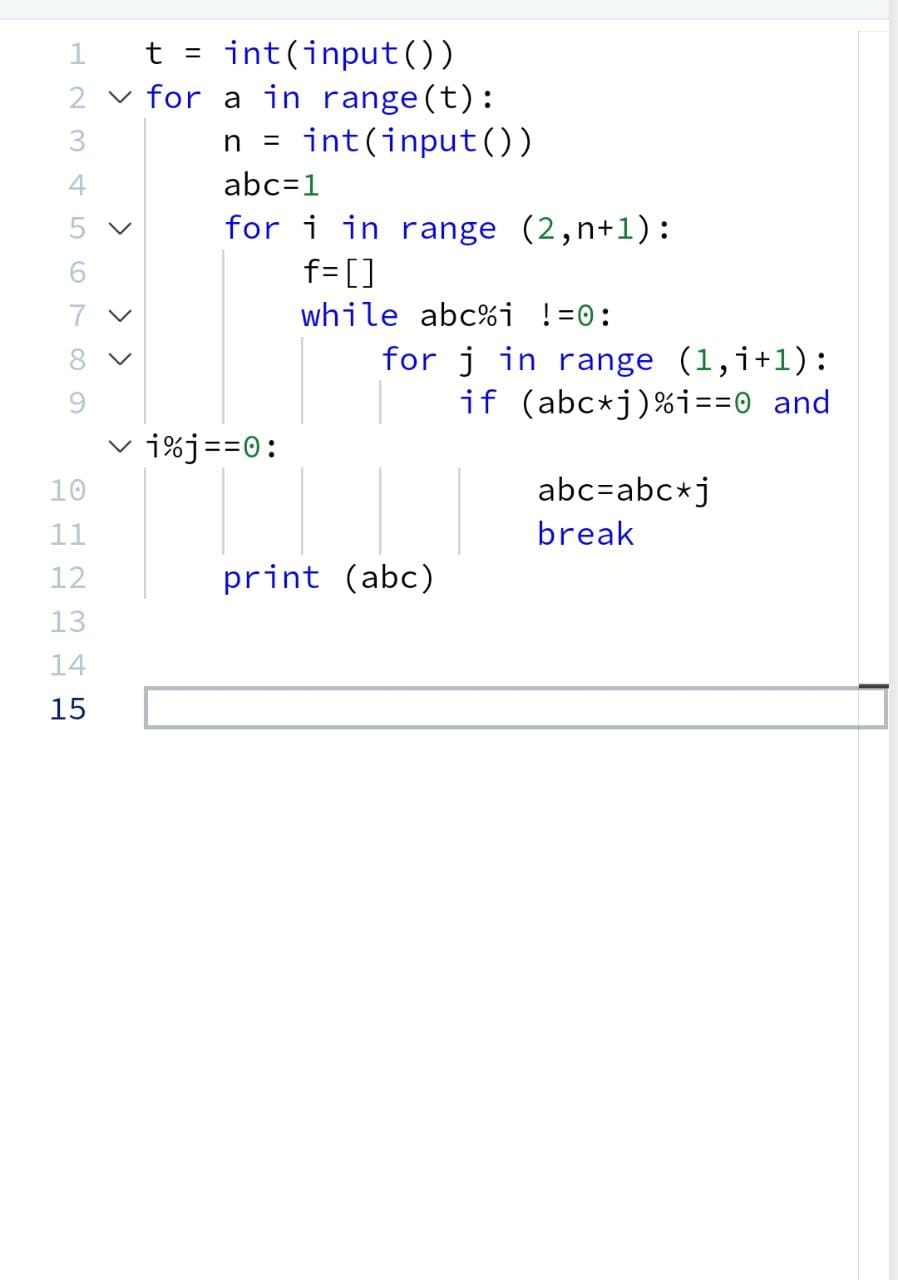 1 t = int(input())
2 for a in range(t):
3 n = int(input())
4 abc=1
5 for i in range (2,n+1):
6 f=[]
7 while abc%i !=0:
8 for j in range (1,i+1):
9 if (abc*j)%i==0 and
i%j==0:
10 abc=abc*j
11 break
12 print (abc)
13
14
15